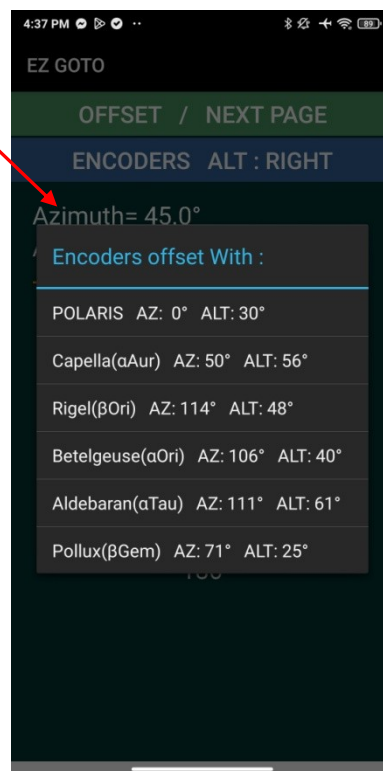 4:37 PM
89
EZ GOTO
OFFSET / NEXT PAGE
ENCODERS ALT : RIGHT
Azimuth= 45.0°
Encoders offset With :
POLARIS AZ: 0° ALT: 30°
Capella(αAur) AZ: 50° ALT: 56°
Rigel(βOri) AZ: 114° ALT: 48°
Betelgeuse(αOri) AZ: 106° ALT: 40°
Aldebaran(αTau) AZ: 111° ALT: 61°
Pollux(βGem) AZ: 71° ALT: 25°